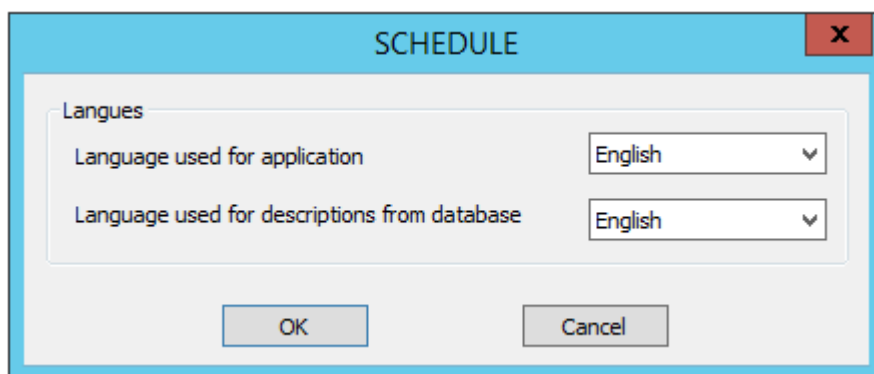 SCHEDULE
x
Langues
Language used for application English
Language used for descriptions from database English
OK Cancel